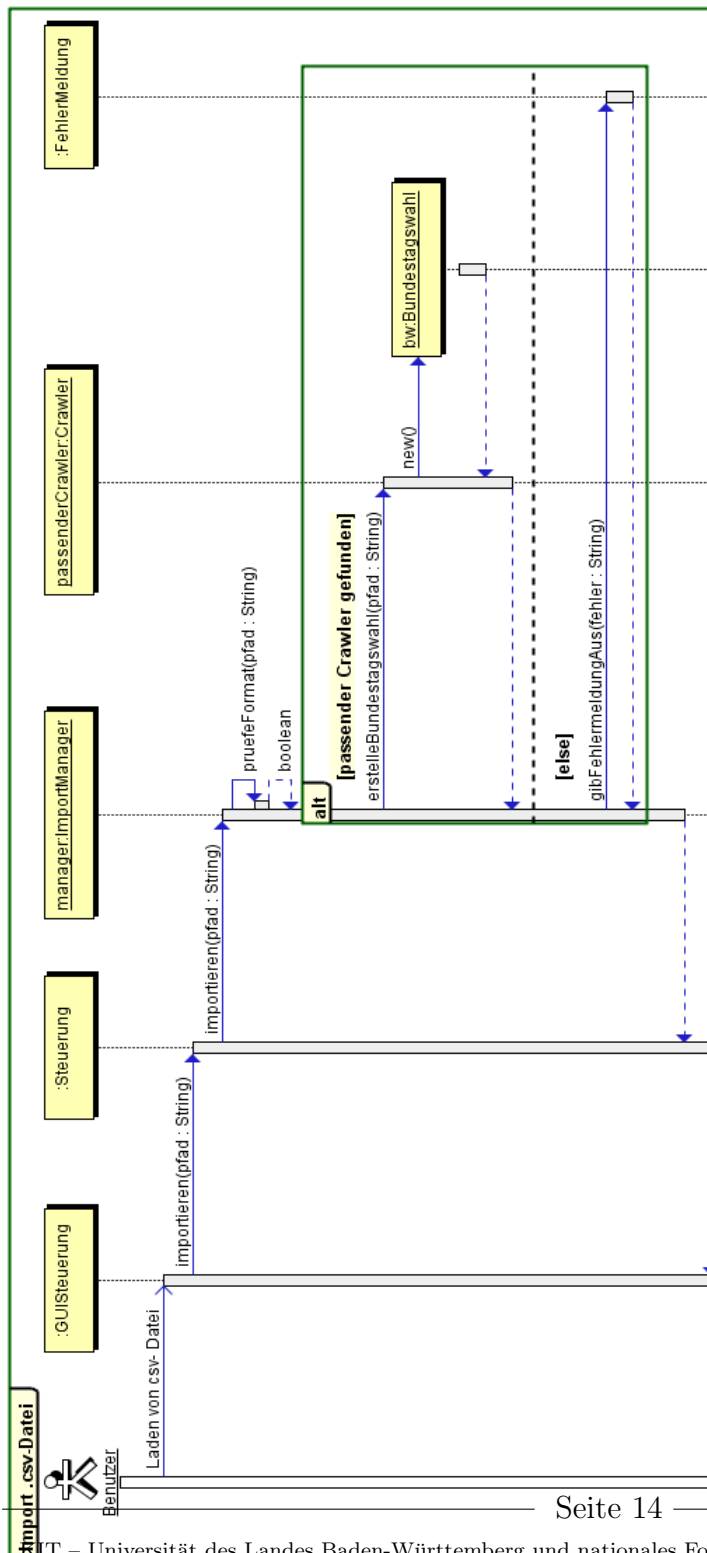 Import .csv-Datei
Benutzer
:GUISteuerung
:Steuerung
manager:ImportManager
passenderCrawler:Crawler
:FehlerMeldung
Laden von csv- Datei
importieren(pfad : String)
importieren(pfad : String)
pruefeFormat(pfad : String)
boolean
alt
[passender Crawler gefunden]
erstelleBundestagswahl(pfad : String)
new()
bw:Bundestagswahl
[else]
gibFehlermeldungAus(fehler : String)
Seite 14
– Universität des Landes Baden-Württemberg und nationales